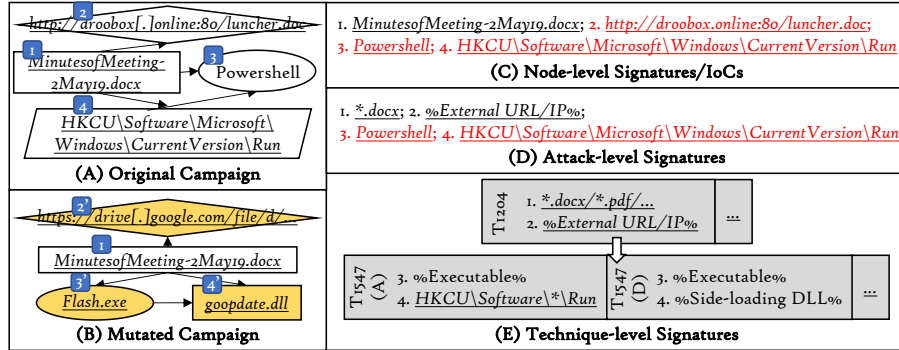 2
http://droobox[.]online:80/luncher.doc
1
MinutesofMeeting-
2May19.docx
3
Powershell
4
HKCU\Software\Microsoft\
Windows\CurrentVersion\Run
(A) Original Campaign
2'
https://drive[.]google.com/file/d/...
1
MinutesofMeeting-2May19.docx
3'
Flash.exe
4'
goopdate.dll
(B) Mutated Campaign
1. MinutesofMeeting-2May19.docx; 2. http://droobox.online:80/luncher.doc;
3. Powershell; 4. HKCU\Software\Microsoft\Windows\CurrentVersion\Run
(C) Node-level Signatures/IoCs
1. *.docx; 2. %External URL/IP%;
3. Powershell; 4. HKCU\Software\Microsoft\Windows\CurrentVersion\Run
(D) Attack-level Signatures
T1204
1. *.docx/*.pdf/...
2. %External URL/IP%
...
T1547
(A)
3. %Executable%
4. HKCU\Software\*\Run
T1547
(D)
3. %Executable%
4. %Side-loading DLL%
...
(E) Technique-level Signatures